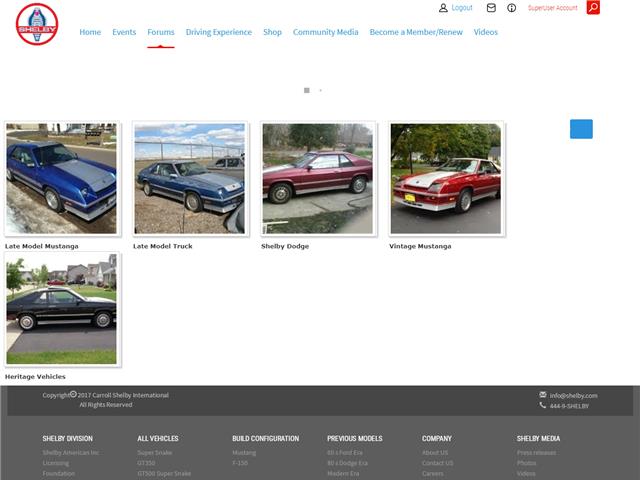 SHELBY
Logout
SuperUser Account
Home Events Forums Driving Experience Shop Community Media Become a Member/Renew Videos
Late Model Mustanga Late Model Truck Shelby Dodge Vintage Mustanga
Heritage Vehicles
Copyright© 2017 Carroll Shelby International
All Rights Reserved
info@shelby.com
444-9-SHELBY
SHELBY DIVISION ALL VEHICLES BUILD CONFIGURATION PREVIOUS MODELS COMPANY SHELBY MEDIA
Shelby American Inc Super Snake Mustang 60 s Ford Era About US Press releases
Licensing GT350 F-150 80 s Dodge Era Contact US Photos
Foundation GT500 Super Snake Modern Era Careers Videos